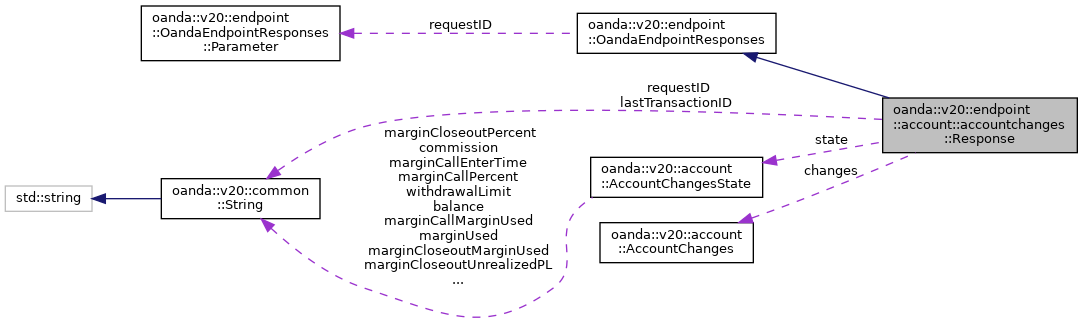 oanda::v20::endpoint
::OandaEndpointResponses
::Parameter
requestID
oanda::v20::endpoint
::OandaEndpointResponses
requestID
lastTransactionID
oanda::v20::endpoint
::account::accountchanges
::Response
state
changes
marginCloseoutPercent
commission
marginCallEnterTime
marginCallPercent
withdrawalLimit
balance
marginCallMarginUsed
marginUsed
marginCloseoutMarginUsed
marginCloseoutUnrealizedPL
...
oanda::v20::account
::AccountChangesState
std::string
oanda::v20::common
::String
oanda::v20::account
::AccountChanges